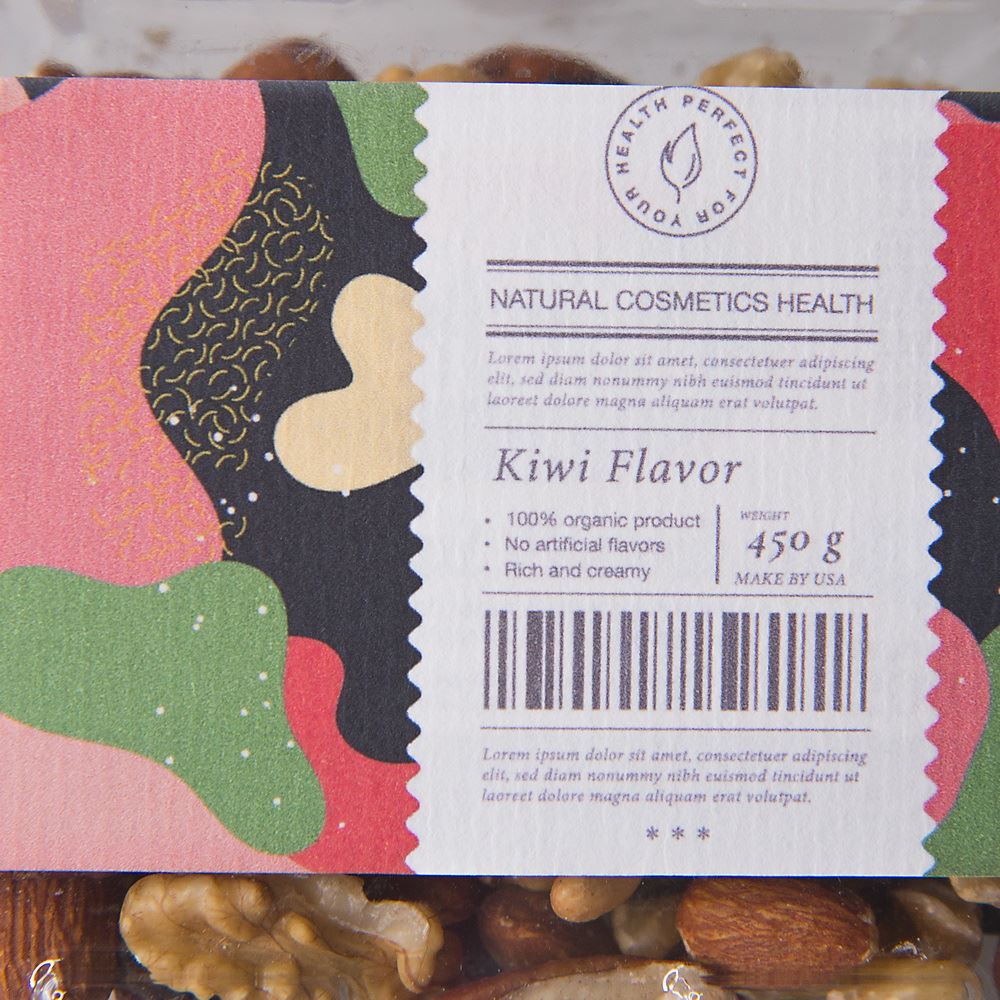 HEALTH PERFECT FOR YOUR
NATURAL COSMETICS HEALTH
Lorem ipsum dolor sit amet, consectetuer adipiscing
elit, sed diam nonummy nibh euismod tincidunt ut
laoreet dolore magna aliquam erat volutpat.
Kiwi Flavor
• 100% organic product
• No artificial flavors
• Rich and creamy
WEIGHT
450 g
MAKE BY USA
Lorem ipsum dolor sit amet, consectetuer adipiscing
elit, sed diam nonummy nibh euismod tincidunt ut
laoreet dolore magna aliquam erat volutpat.
* * *